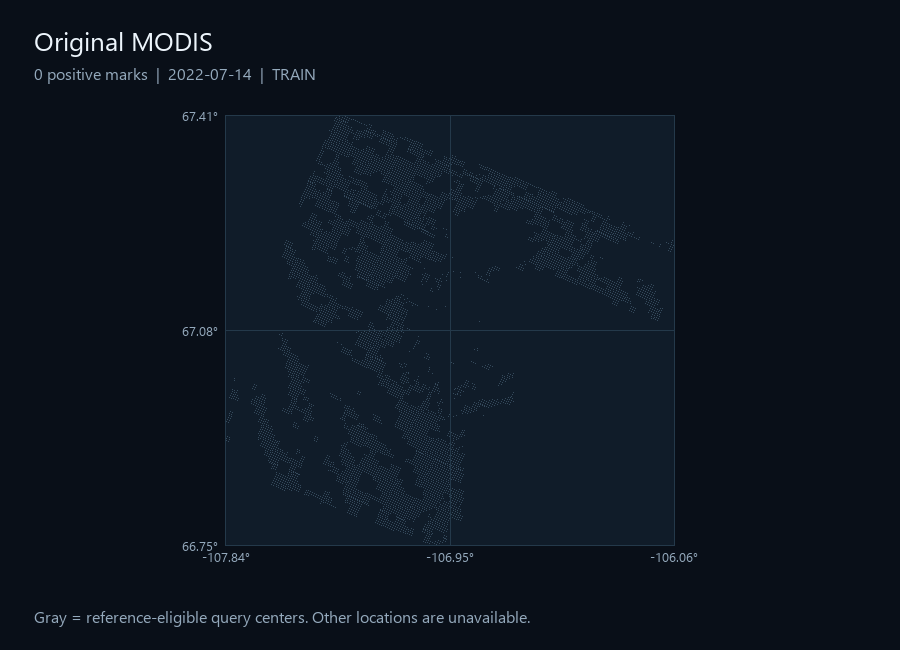 Original MODIS
0 positive marks | 2022-07-14 | TRAIN
67.41°
67.08°
66.75°
-107.84°
-106.95°
-106.06°
Gray = reference-eligible query centers. Other locations are unavailable.